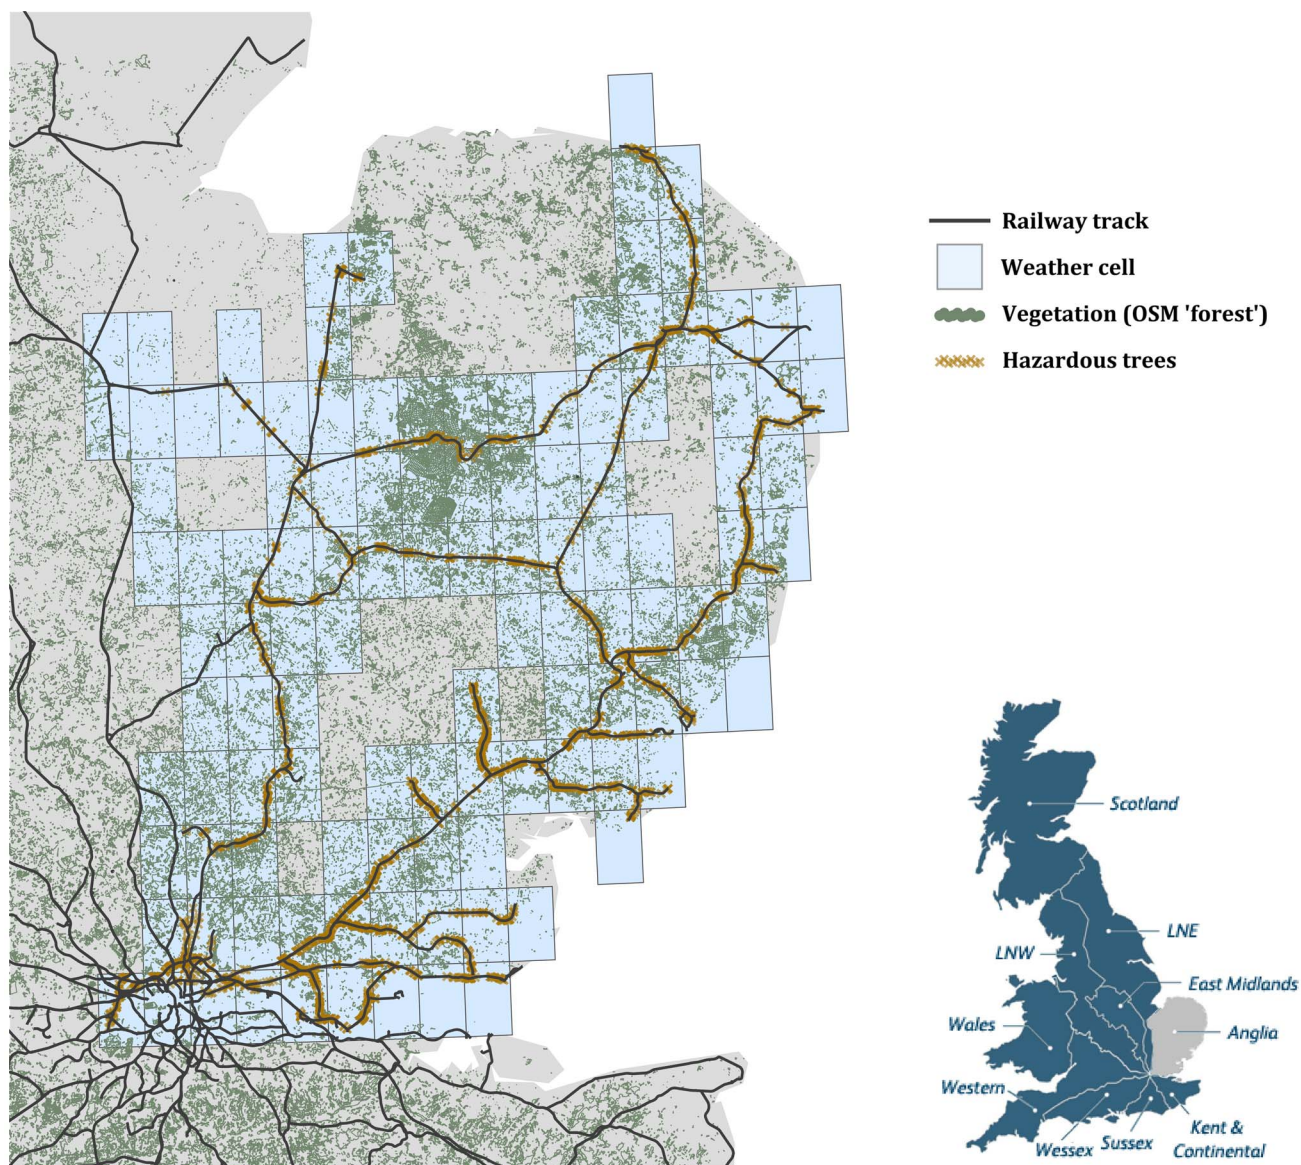 Railway track
Weather cell
Vegetation (OSM 'forest')
Hazardous trees
Scotland
LNE
LNW
East Midlands
Wales
Anglia
Western
Wessex
Sussex
Kent &
Continental